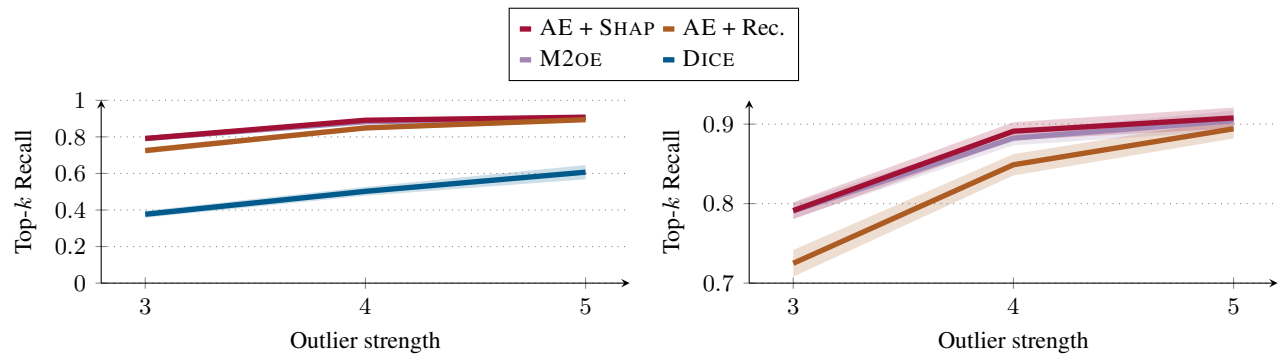 AE + SHAP AE + Rec.
M2OE DICE
1
0.8
0.6
0.4
0.2
0
Top-k Recall
3 4 5
Outlier strength
0.9
0.8
0.7
Top-k Recall
3 4 5
Outlier strength